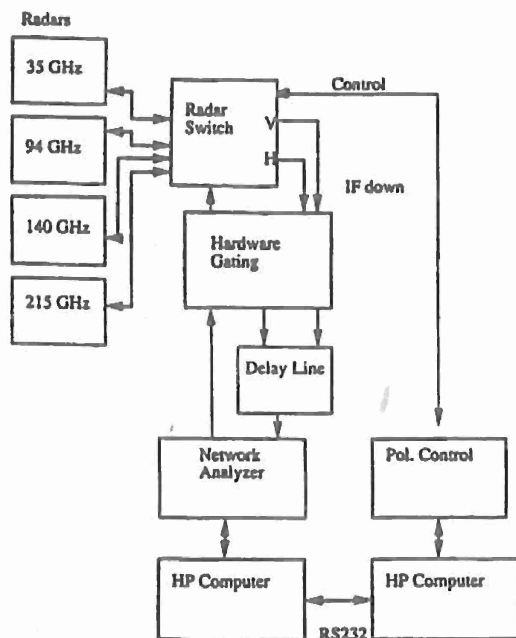 Radars
35 GHz
94 GHz
140 GHz
215 GHz
Radar
Switch
V
H
Control
IF down
Hardware
Gating
Delay Line
Network
Analyzer
Pol. Control
HP Computer
HP Computer
RS232